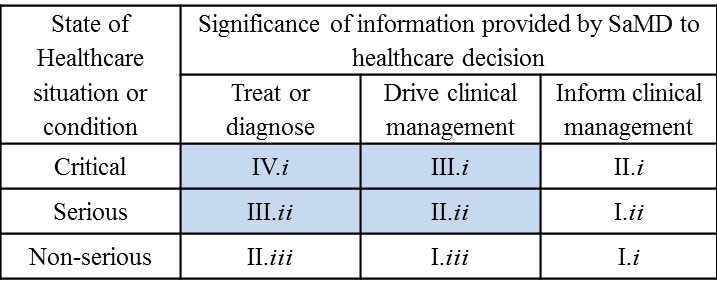 State of
Healthcare
situation or
condition
Significance of information provided by SaMD to
healthcare decision
Treat or
diagnose
Drive clinical
management
Inform clinical
management
Critical
IV.i
III.i
II.i
Serious
III.ii
II.ii
I.ii
Non-serious
II.iii
I.iii
I.i